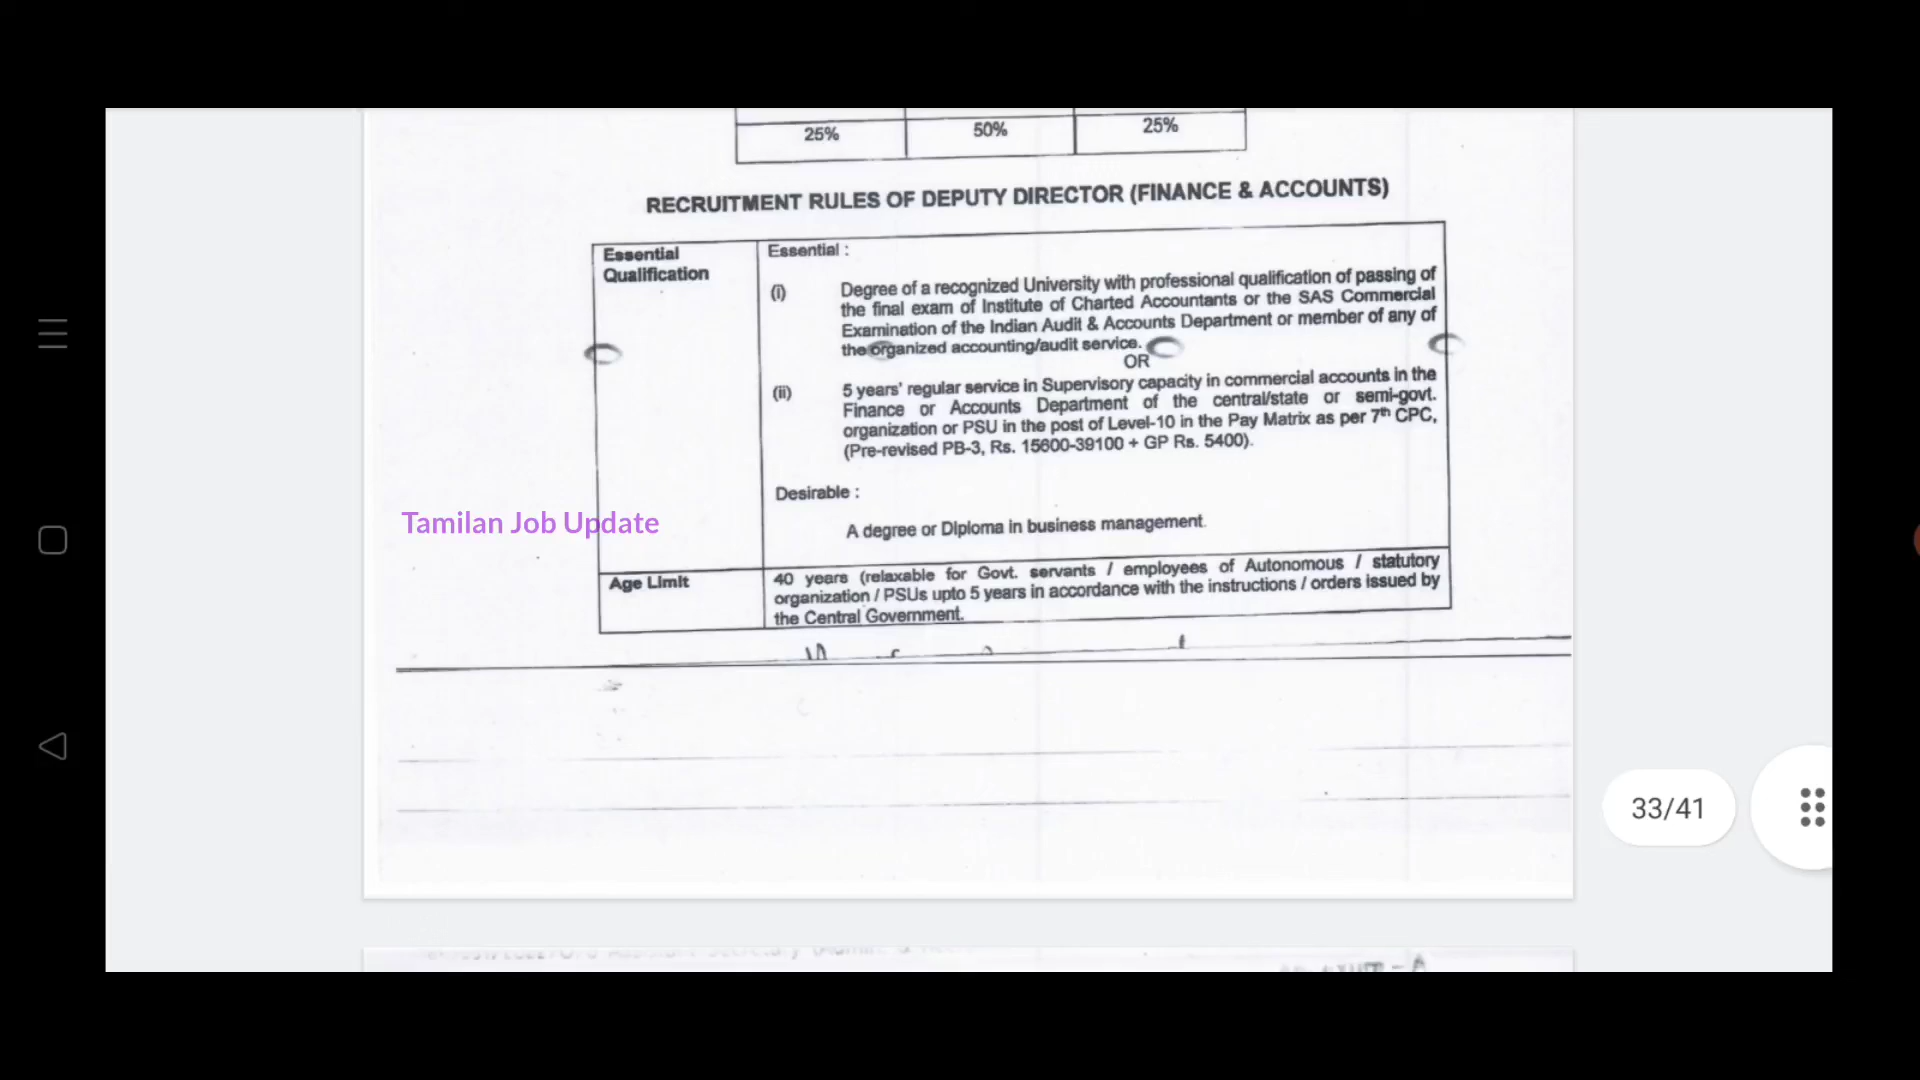 25% 50% 25%
RECRUITMENT RULES OF DEPUTY DIRECTOR (FINANCE & ACCOUNTS)
Essential
Qualification
Essential :
(i) Degree of a recognized University with professional qualification of passing of
the final exam of Institute of Charted Accountants or the SAS Commercial
Examination of the Indian Audit & Accounts Department or member of any of
the organized accounting/audit service.
OR
(ii) 5 years' regular service in Supervisory capacity in commercial accounts in the
Finance or Accounts Department of the central/state or semi-govt.
organization or PSU in the post of Level-10 in the Pay Matrix as per 7th CPC,
(Pre-revised PB-3, Rs. 15600-39100 + GP Rs. 5400).
Desirable :
A degree or Diploma in business management.
Tamilan Job Update
Age Limit
40 years (relaxable for Govt. servants / employees of Autonomous / statutory
organization / PSUs upto 5 years in accordance with the instructions / orders issued by
the Central Government.
33/41